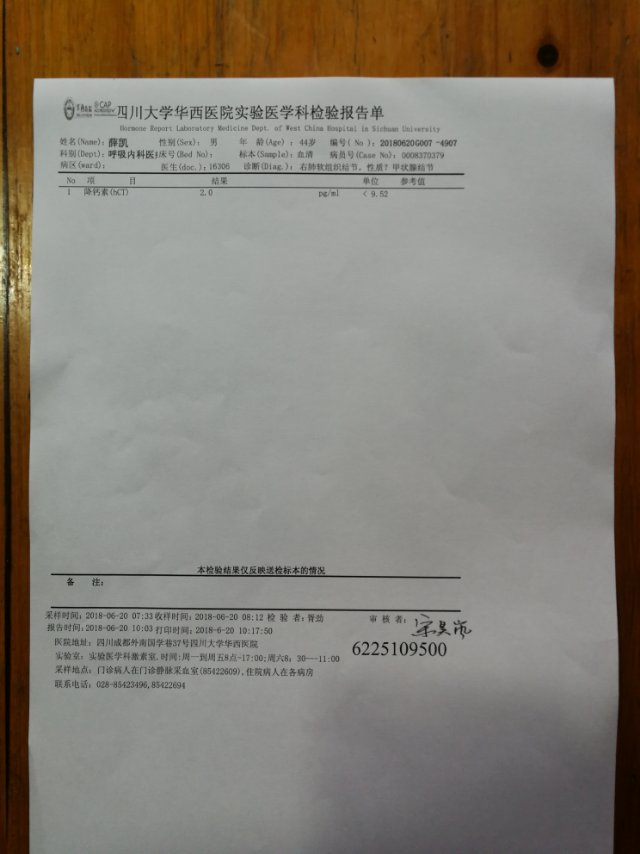 CAP 四川大学华西医院实验医学科检验报告单
Hormone Report Laboratory Medicine Dept. of West China Hospital in Sichuan University
姓名(Name): 薛凯 性别(Sex): 男 年 龄(Age) : 44岁 编号( No ): 20180620G007 -4907
科别(Dept): 呼吸内科医 床号(Bed No): 标本(Sample): 血清 病员号(Case No): 0008370379
病区(ward): 医生(doc.): 16306 诊断(Diag.): 右肺软组织结节，性质? 甲状腺结节
No 项 目 结果 单位 参考值
1 降钙素(hCT) 2.0 pg/ml < 9.52
本检验结果仅反映送检标本的情况
备 注:
采样时间: 2018-06-20 07:33 收样时间: 2018-06-20 08:12 检 验 者: 胥劲 审 核 者:
报告时间: 2018-06-20 10:03 打印时间: 2018-6-20 10:17:50
医院地址: 四川成都外南国学巷37号四川大学华西医院
6225109500
实验室: 实验医学科激素室. 时间: 周一到周五8点~17:00; 周六8: 30---11:00
采样地点: 门诊病人在门诊静脉采血室(85422609), 住院病人在各病房
联系电话: 028-85423496, 85422694